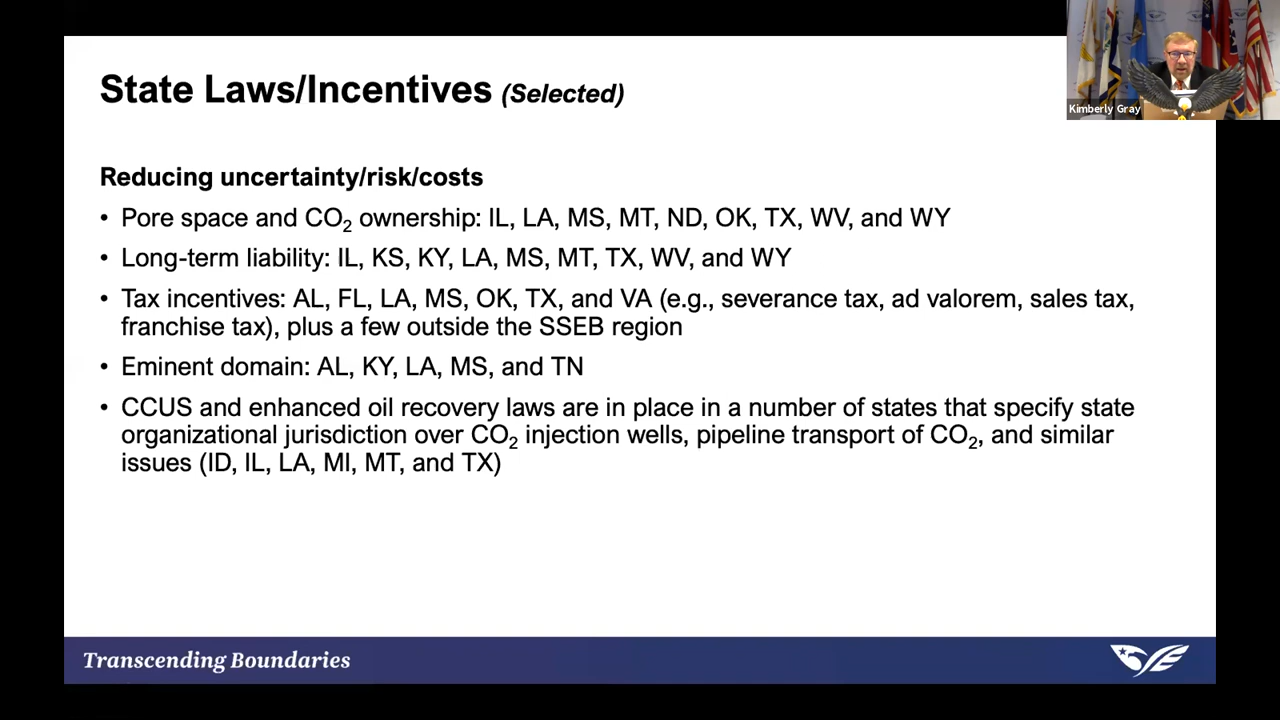 State Laws/Incentives (Selected)
Kimberly Gray
Reducing uncertainty/risk/costs
• Pore space and CO₂ ownership: IL, LA, MS, MT, ND, OK, TX, WV, and WY
• Long-term liability: IL, KS, KY, LA, MS, MT, TX, WV, and WY
• Tax incentives: AL, FL, LA, MS, OK, TX, and VA (e.g., severance tax, ad valorem, sales tax,
franchise tax), plus a few outside the SSEB region
• Eminent domain: AL, KY, LA, MS, and TN
• CCUS and enhanced oil recovery laws are in place in a number of states that specify state
organizational jurisdiction over CO₂ injection wells, pipeline transport of CO₂, and similar
issues (ID, IL, LA, MI, MT, and TX)
Transcending Boundaries